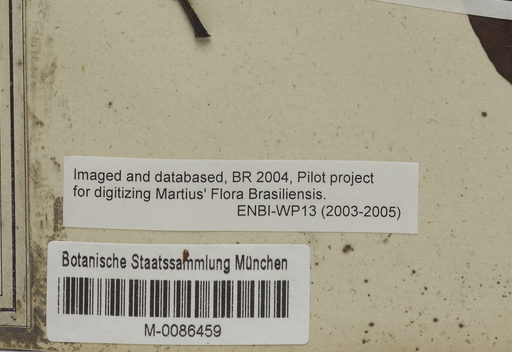 Imaged and databased, BR 2004, Pilot project
for digitizing Martius' Flora Brasiliensis.
ENBI-WP13 (2003-2005)
Botanische Staatssammlung München
M-0086459